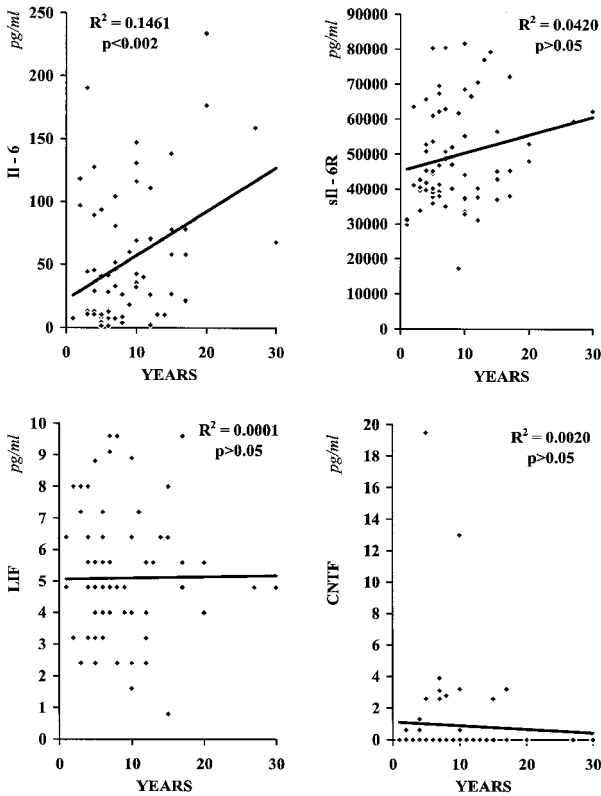 pg/ml
R² = 0.1461
p<0.002
250
200
150
100
50
0
Il - 6
0 10 20 30
YEARS
pg/ml
R² = 0.0420
p>0.05
90000
80000
70000
60000
50000
40000
30000
20000
10000
0
sIl - 6R
0 10 20 30
YEARS
pg/ml
R² = 0.0001
p>0.05
10
9
8
7
6
5
4
3
2
1
0
LIF
0 10 20 30
YEARS
pg/ml
R² = 0.0020
p>0.05
20
18
16
14
12
10
8
6
4
2
0
CNTF
0 10 20 30
YEARS